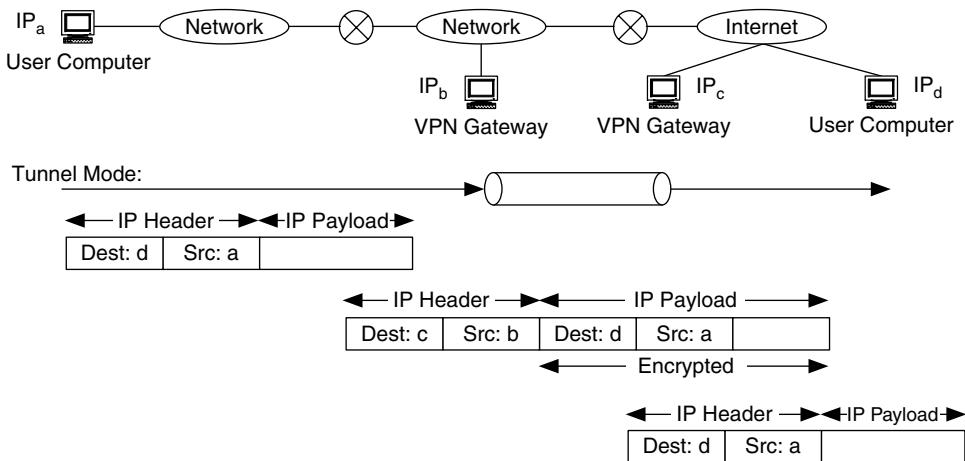 IPa Network Network Internet
User Computer
IPb IPc IPd
VPN Gateway VPN Gateway User Computer
Tunnel Mode:
IP Header IP Payload
Dest: d Src: a
IP Header IP Payload
Dest: c Src: b Dest: d Src: a
Encrypted
IP Header IP Payload
Dest: d Src: a